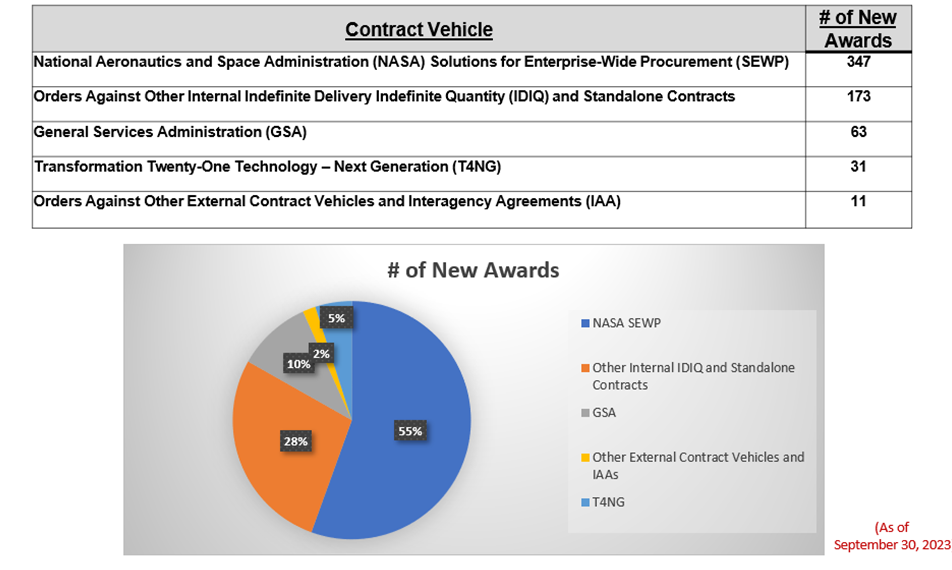 Contract Vehicle
# of New
Awards
National Aeronautics and Space Administration (NASA) Solutions for Enterprise-Wide Procurement (SEWP)
347
Orders Against Other Internal Indefinite Delivery Indefinite Quantity (IDIQ) and Standalone Contracts
173
General Services Administration (GSA)
63
Transformation Twenty-One Technology – Next Generation (T4NG)
31
Orders Against Other External Contract Vehicles and Interagency Agreements (IAA)
11
# of New Awards
5%
2%
10%
28%
55%
NASA SEWP
Other Internal IDIQ and Standalone
Contracts
GSA
Other External Contract Vehicles and
IAAs
T4NG
(As of
September 30, 2023